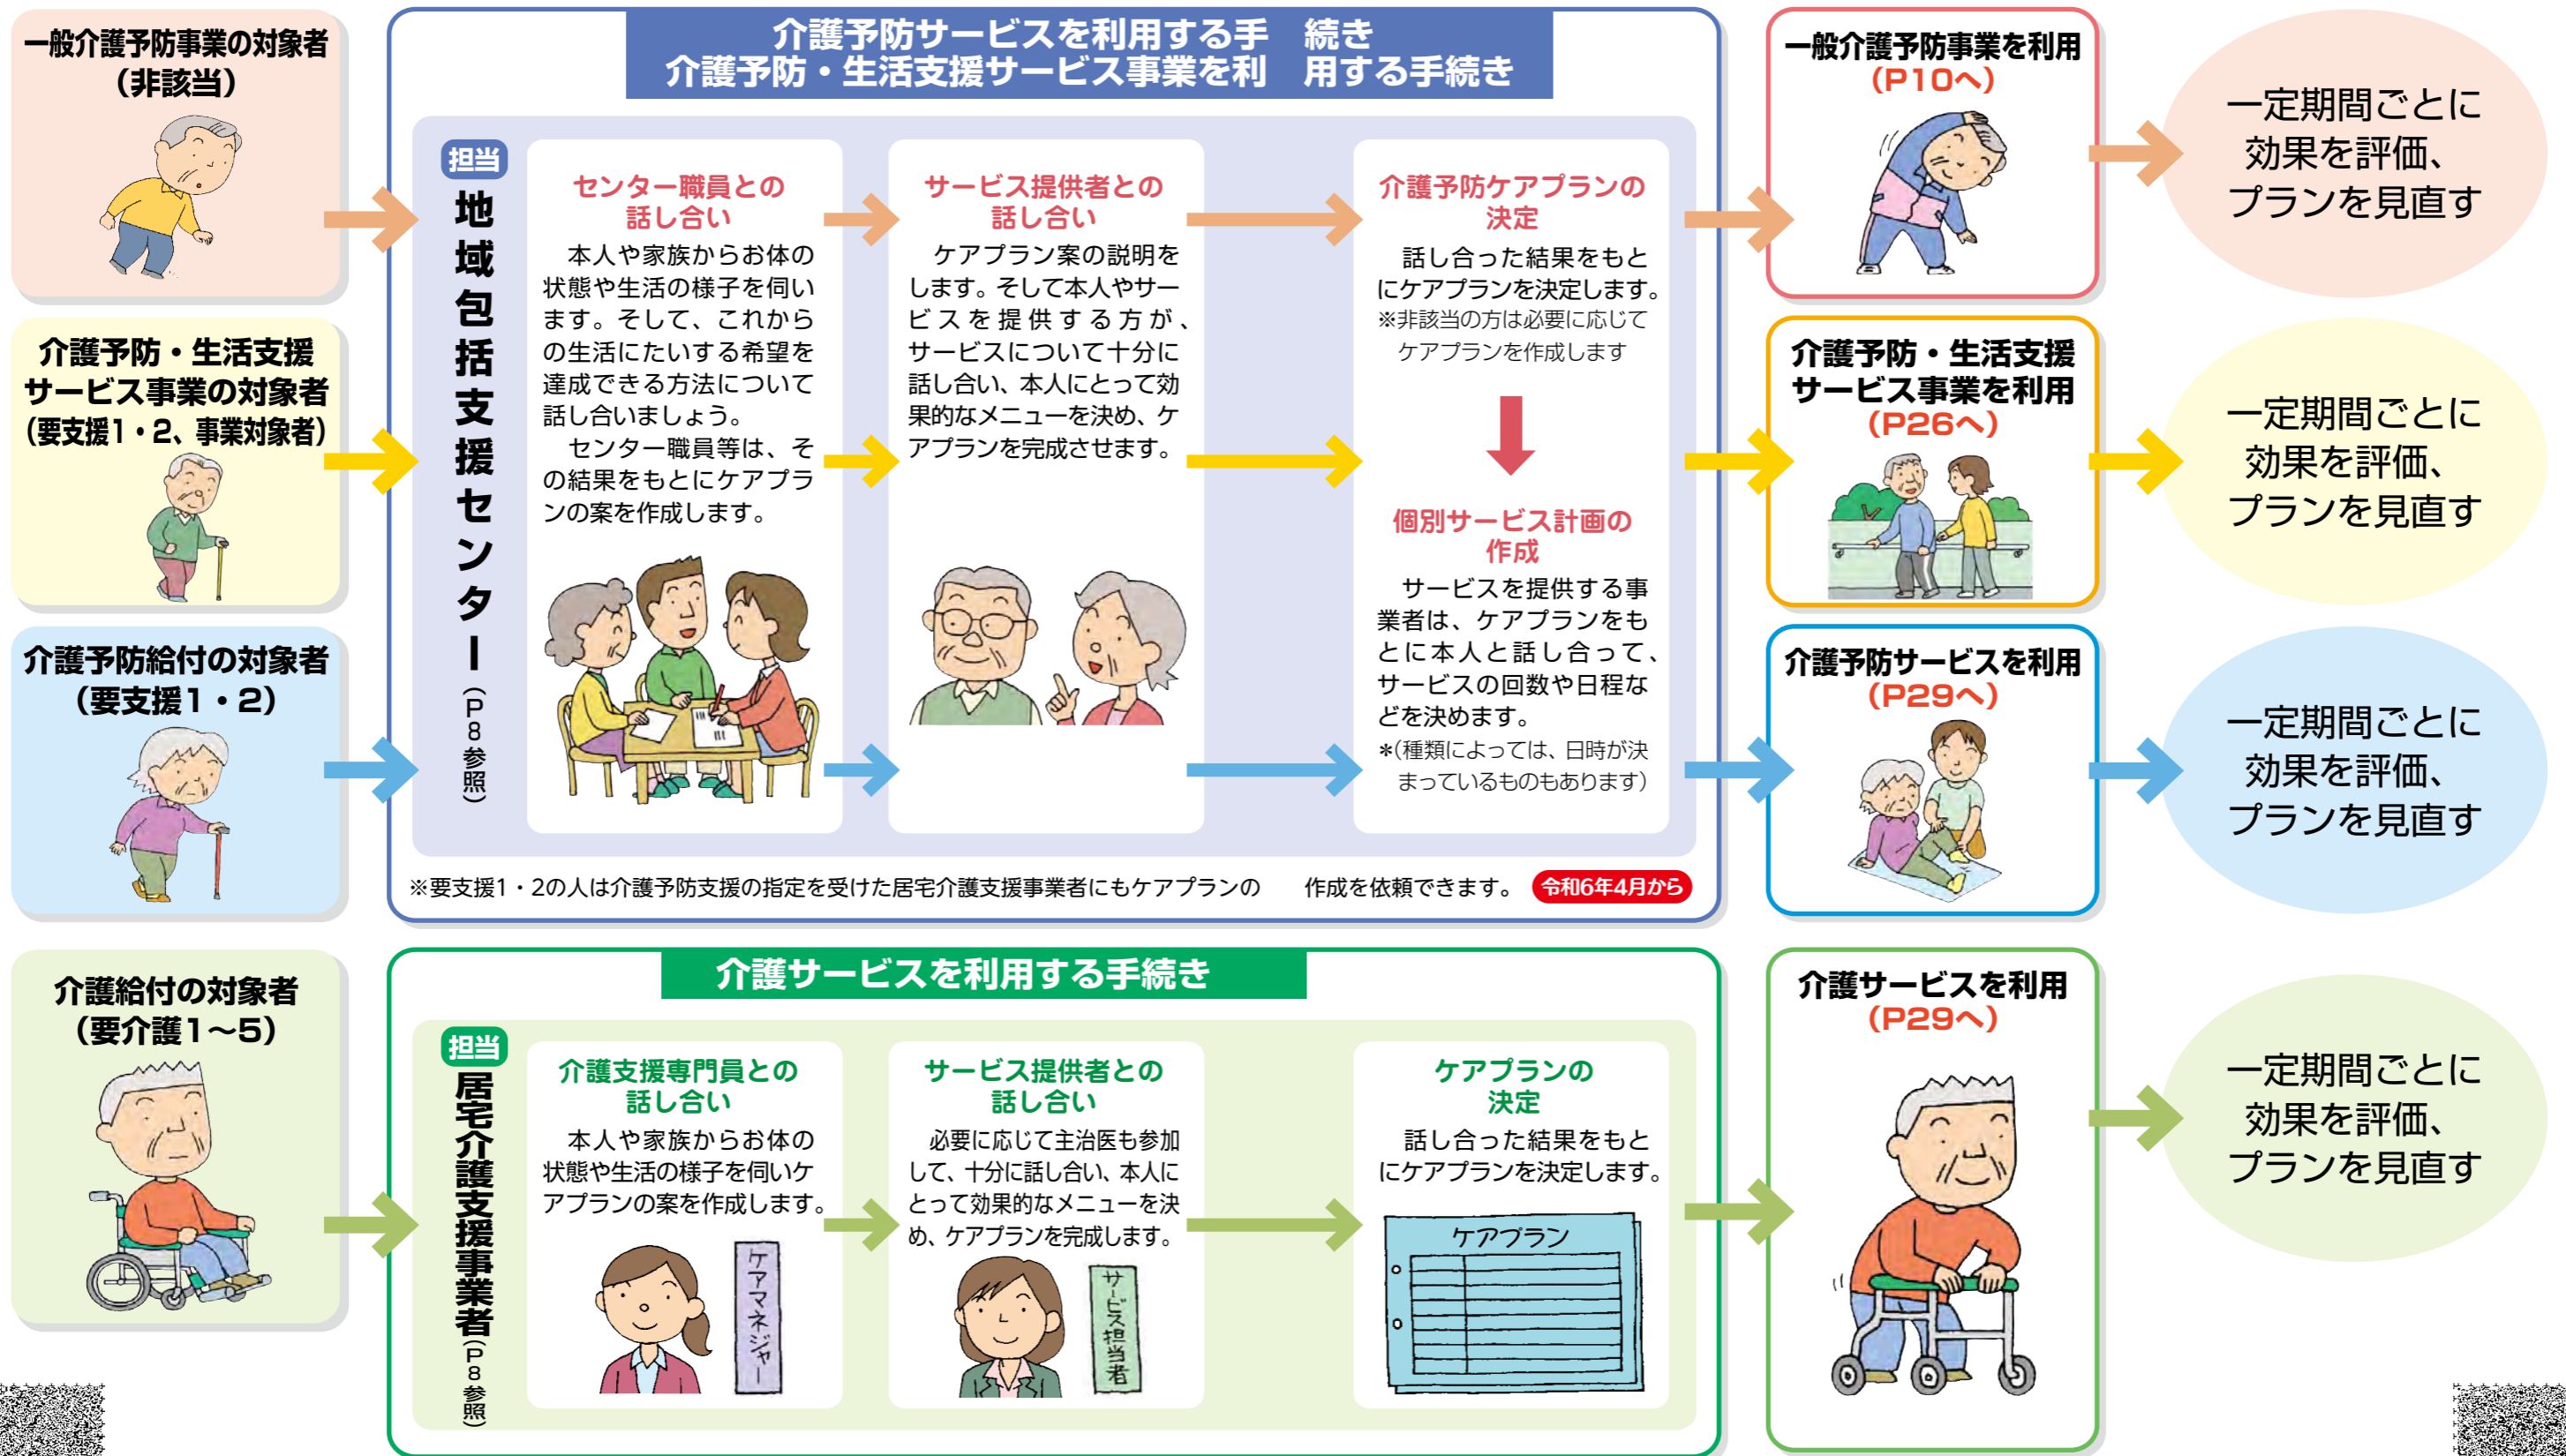 一般介護予防事業の対象者
（非該当）
介護予防・生活支援
サービス事業の対象者
（要支援1・2、事業対象者）
介護予防給付の対象者
（要支援1・2）
介護予防サービスを利用する手　続き
介護予防・生活支援サービス事業を利　用する手続き
担当
地域包括支援センター（P8参照）
センター職員との
話し合い
本人や家族からお体の
状態や生活の様子を伺い
ます。そして、これから
の生活にたいする希望を
達成できる方法について
話し合いましょう。
センター職員等は、そ
の結果をもとにケアプラ
ンの案を作成します。
サービス提供者との
話し合い
ケアプラン案の説明を
します。そして本人やサー
ビスを提供する方が、
サービスについて十分に
話し合い、本人にとって効
果的なメニューを決め、ケ
アプランを完成させます。
介護予防ケアプランの
決定
話し合った結果をもと
にケアプランを決定します。
※非該当の方は必要に応じて
ケアプランを作成します
個別サービス計画の
作成
サービスを提供する事
業者は、ケアプランをも
とに本人と話し合って、
サービスの回数や日程な
どを決めます。
*（種類によっては、日時が決
まっているものもあります）
※要支援1・2の人は介護予防支援の指定を受けた居宅介護支援事業者にもケアプランの　作成を依頼できます。 令和6年4月から
一般介護予防事業を利用
（P10へ）
介護予防・生活支援
サービス事業を利用
（P26へ）
介護予防サービスを利用
（P29へ）
一定期間ごとに
効果を評価、
プランを見直す
一定期間ごとに
効果を評価、
プランを見直す
一定期間ごとに
効果を評価、
プランを見直す
介護給付の対象者
（要介護1〜5）
介護サービスを利用する手続き
担当
居宅介護支援事業者（P8参照）
介護支援専門員との
話し合い
本人や家族からお体の
状態や生活の様子を伺いケ
アプランの案を作成します。
ケアマネジャー
サービス提供者との
話し合い
必要に応じて主治医も参加
して、十分に話し合い、本人に
とって効果的なメニューを決
め、ケアプランを完成します。
サービス担当者
ケアプランの
決定
話し合った結果をもと
にケアプランを決定します。
ケアプラン
介護サービスを利用
（P29へ）
一定期間ごとに
効果を評価、
プランを見直す